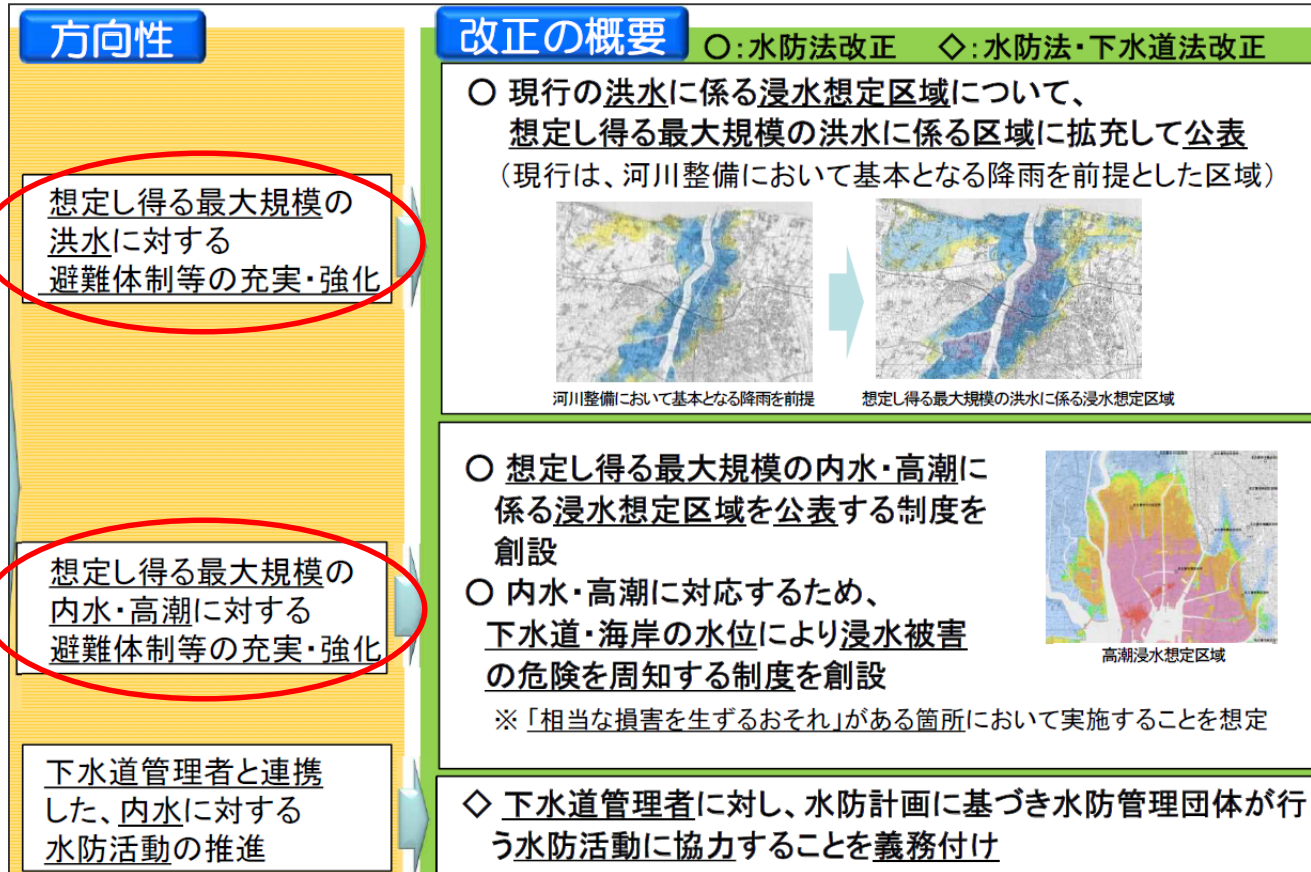 方向性
改正の概要 ○:水防法改正 ◇:水防法・下水道法改正
想定し得る最大規模の
洪水に対する
避難体制等の充実・強化
○ 現行の洪水に係る浸水想定区域について、
想定し得る最大規模の洪水に係る区域に拡充して公表
（現行は、河川整備において基本となる降雨を前提とした区域）
河川整備において基本となる降雨を前提
想定し得る最大規模の洪水に係る浸水想定区域
想定し得る最大規模の
内水・高潮に対する
避難体制等の充実・強化
○ 想定し得る最大規模の内水・高潮に
係る浸水想定区域を公表する制度を
創設
○ 内水・高潮に対応するため、
下水道・海岸の水位により浸水被害
の危険を周知する制度を創設
※「相当な損害を生ずるおそれ」がある箇所において実施することを想定
高潮浸水想定区域
下水道管理者と連携
した、内水に対する
水防活動の推進
◇ 下水道管理者に対し、水防計画に基づき水防管理団体が行
う水防活動に協力することを義務付け